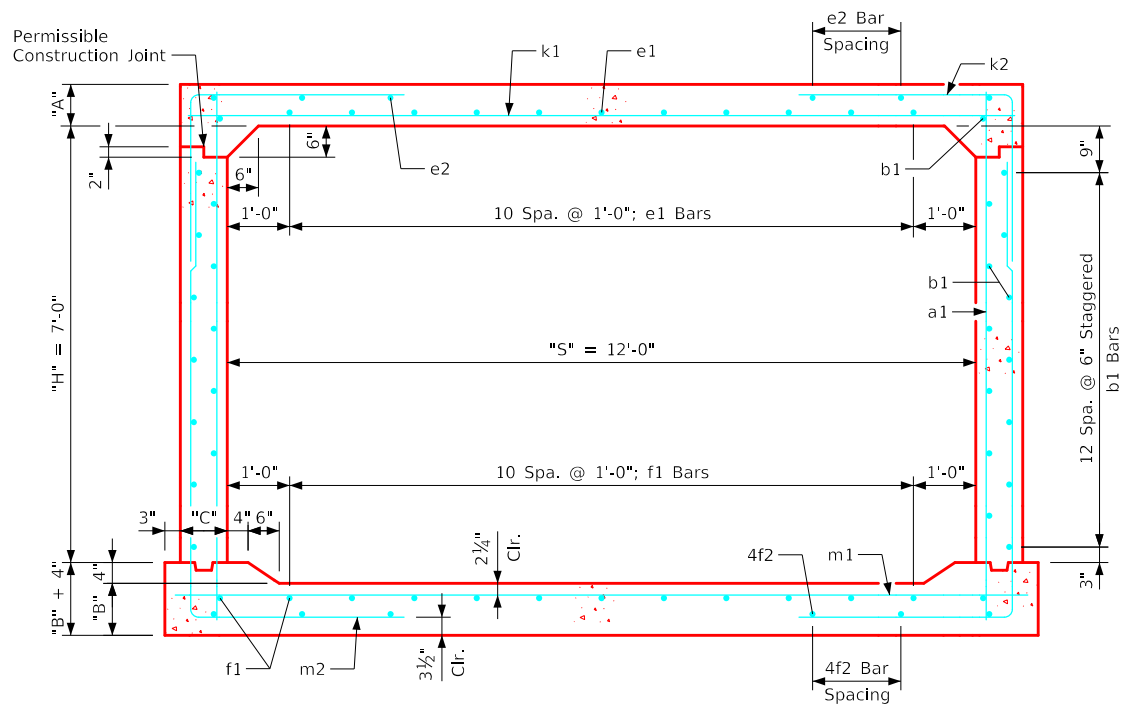 e2 Bar
Spacing
Permissible
Construction Joint
k1
e1
k2
"A"
6"
2"
e2
b1
9"
6"
1'-0"
10 Spa. @ 1'-0"; e1 Bars
1'-0"
b1
a1
"H" = 7'-0"
"S" = 12'-0"
12 Spa. @ 6" Staggered
b1 Bars
1'-0"
10 Spa. @ 1'-0"; f1 Bars
1'-0"
3"
"C"
4"
6"
2¼"
Clr.
4f2
m1
"B" + 4"
4"
"B"
3"
f1
m2
3½"
Clr.
4f2 Bar
Spacing